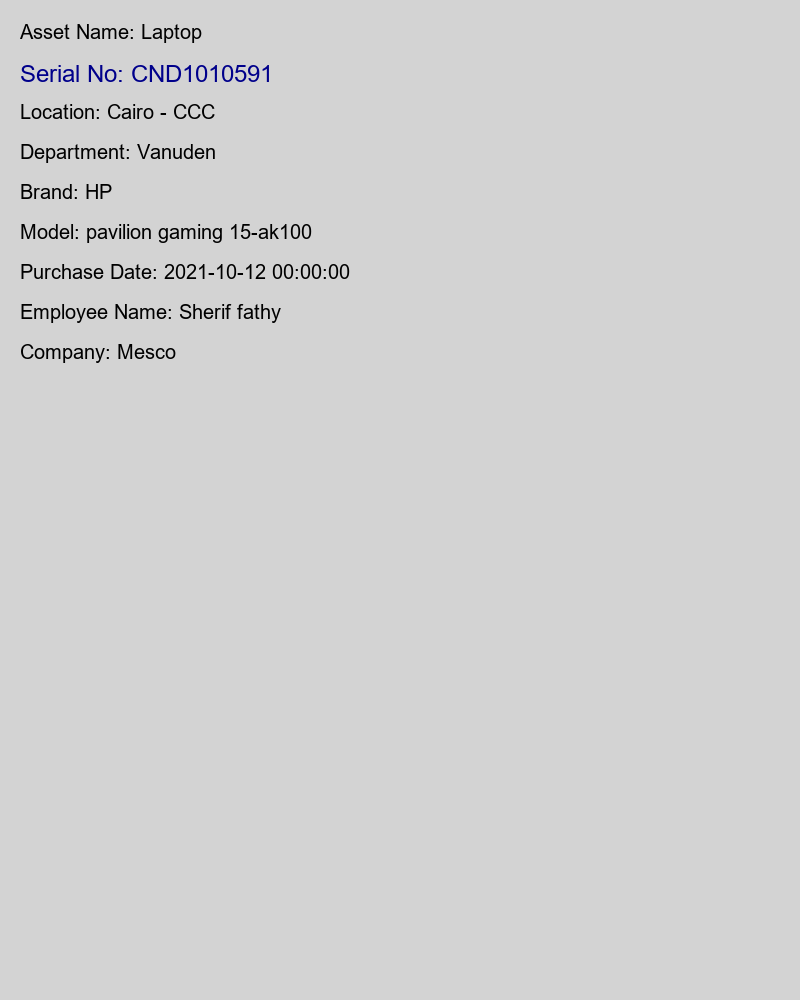 Asset Name: Laptop
Serial No: CND1010591
Location: Cairo - CCC
Department: Vanuden
Brand: HP
Model: pavilion gaming 15-ak100
Purchase Date: 2021-10-12 00:00:00
Employee Name: Sherif fathy
Company: Mesco